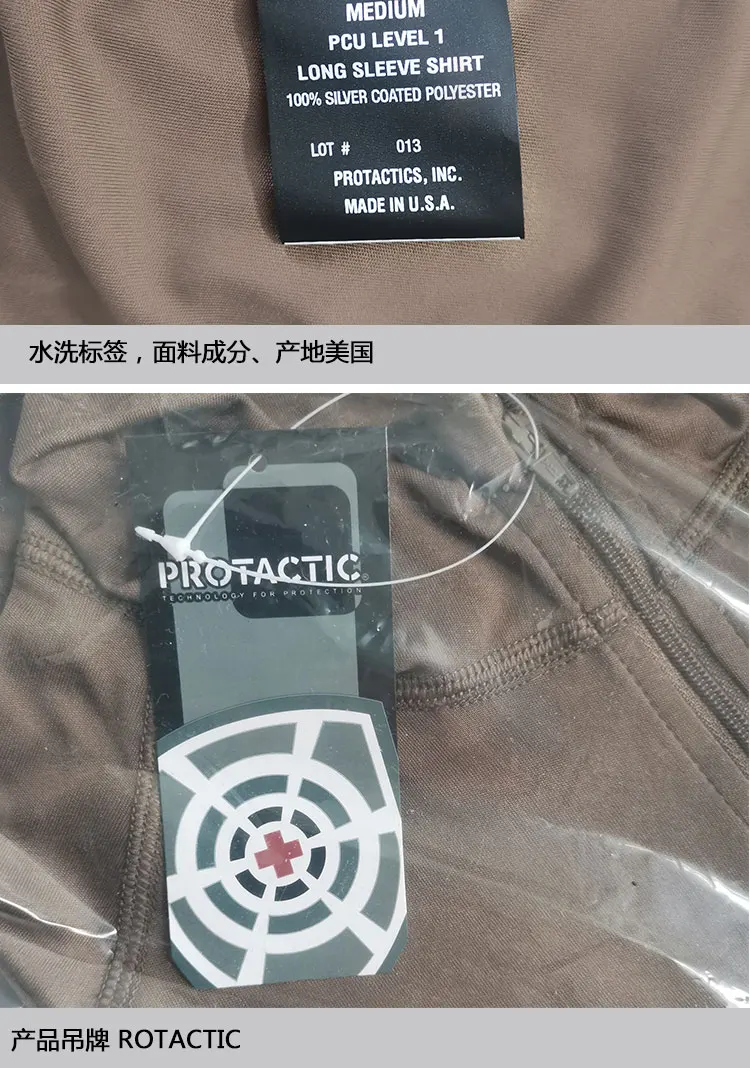 MEDIUM
PCU LEVEL 1
LONG SLEEVE SHIRT
100% SILVER COATED POLYESTER
LOT # 013
PROTACTICS, INC.
MADE IN U.S.A.
水洗标签，面料成分、产地美国
PROTACTIC®
TECHNOLOGY FOR PROTECTION
产品吊牌 ROTACTIC